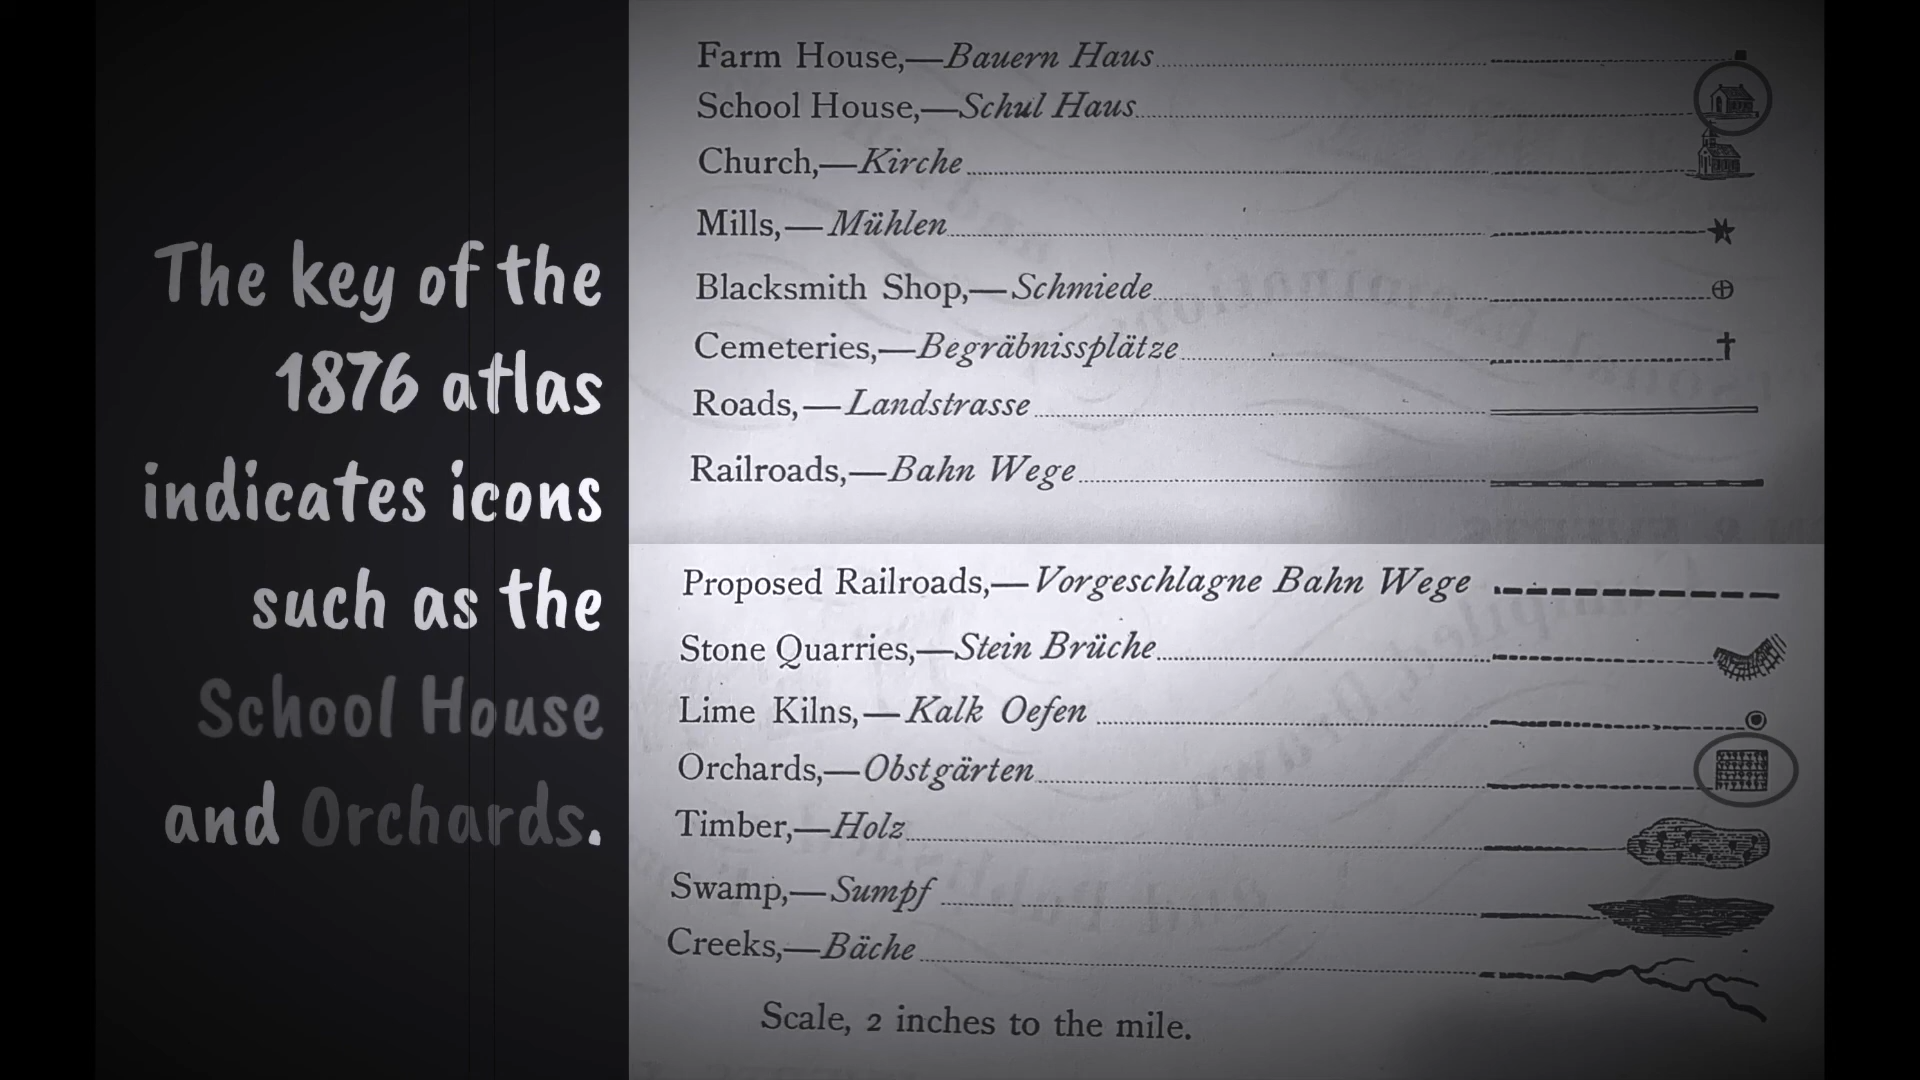 The key of the
1876 atlas
indicates icons
such as the
School House
and Orchards.
Farm House,—Bauern Haus
School House,—Schul Haus
Church,—Kirche
Mills,—Mühlen
Blacksmith Shop,—Schmiede
Cemeteries,—Begräbnissplätze
Roads,—Landstrasse
Railroads,—Bahn Wege
Proposed Railroads,—Vorgeschlagne Bahn Wege
Stone Quarries,—Stein Brüche
Lime Kilns,—Kalk Oefen
Orchards,—Obstgärten
Timber,—Holz
Swamp,—Sumpf
Creeks,—Bäche
Scale, 2 inches to the mile.